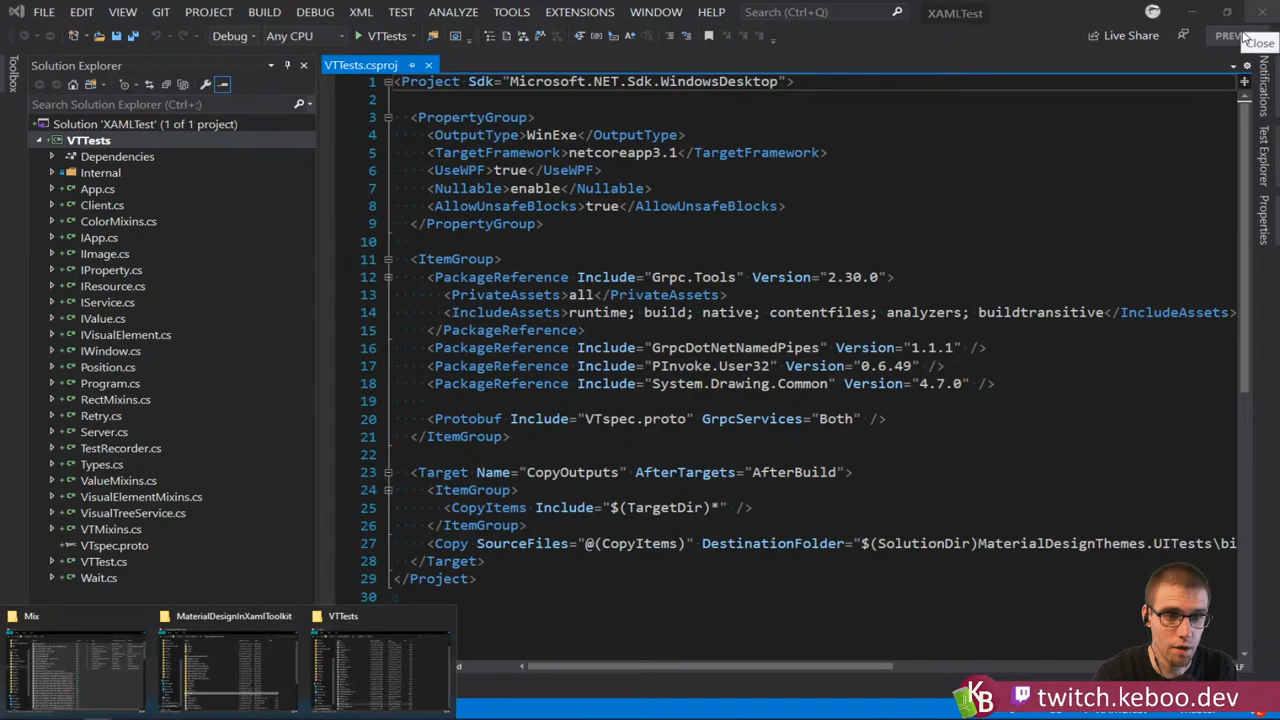 FILE EDIT VIEW GIT PROJECT BUILD DEBUG XML TEST ANALYZE TOOLS EXTENSIONS WINDOW HELP Search (Ctrl+Q) XAMLTest
Debug Any CPU VTTests Live Share PREV
Close
Toolbox
Solution Explorer
Search Solution Explorer (Ctrl+;)
Solution 'XAMLTest' (1 of 1 project)
VTTests
Dependencies
Internal
App.cs
Client.cs
ColorMixins.cs
IApp.cs
IImage.cs
IProperty.cs
IResource.cs
IService.cs
IValue.cs
IVisualElement.cs
IWindow.cs
Position.cs
Program.cs
RectMixins.cs
Retry.cs
Server.cs
TestRecorder.cs
Types.cs
ValueMixins.cs
VisualElementMixins.cs
VisualTreeService.cs
VTMixins.cs
VTspec.proto
VTTests.cs
Wait.cs
VTTests.csproj
1 <Project Sdk="Microsoft.NET.Sdk.WindowsDesktop">
2
3 <PropertyGroup>
4 <OutputType>WinExe</OutputType>
5 <TargetFramework>netcoreapp3.1</TargetFramework>
6 <UseWPF>true</UseWPF>
7 <Nullable>enable</Nullable>
8 <AllowUnsafeBlocks>true</AllowUnsafeBlocks>
9 </PropertyGroup>
10
11 <ItemGroup>
12 <PackageReference Include="Grpc.Tools" Version="2.30.0">
13 <PrivateAssets>all</PrivateAssets>
14 <IncludeAssets>runtime; build; native; contentfiles; analyzers; buildtransitive</IncludeAssets>
15 </PackageReference>
16 <PackageReference Include="GrpcDotNetNamedPipes" Version="1.1.1" />
17 <PackageReference Include="PInvoke.User32" Version="0.6.49" />
18 <PackageReference Include="System.Drawing.Common" Version="4.7.0" />
19
20 <Protobuf Include="VTspec.proto" GrpcServices="Both" />
21 </ItemGroup>
22
23 <Target Name="CopyOutputs" AfterTargets="AfterBuild">
24 <ItemGroup>
25 <CopyItems Include="$(TargetDir)*" />
26 </ItemGroup>
27 <Copy SourceFiles="@(CopyItems)" DestinationFolder="$(SolutionDir)MaterialDesignThemes.UITests\bi
28 </Target>
29 </Project>
30
Notifications
Test Explorer
Properties
Mix MaterialDesignInXamlToolkit VTTests
KB twitch.keboo.dev